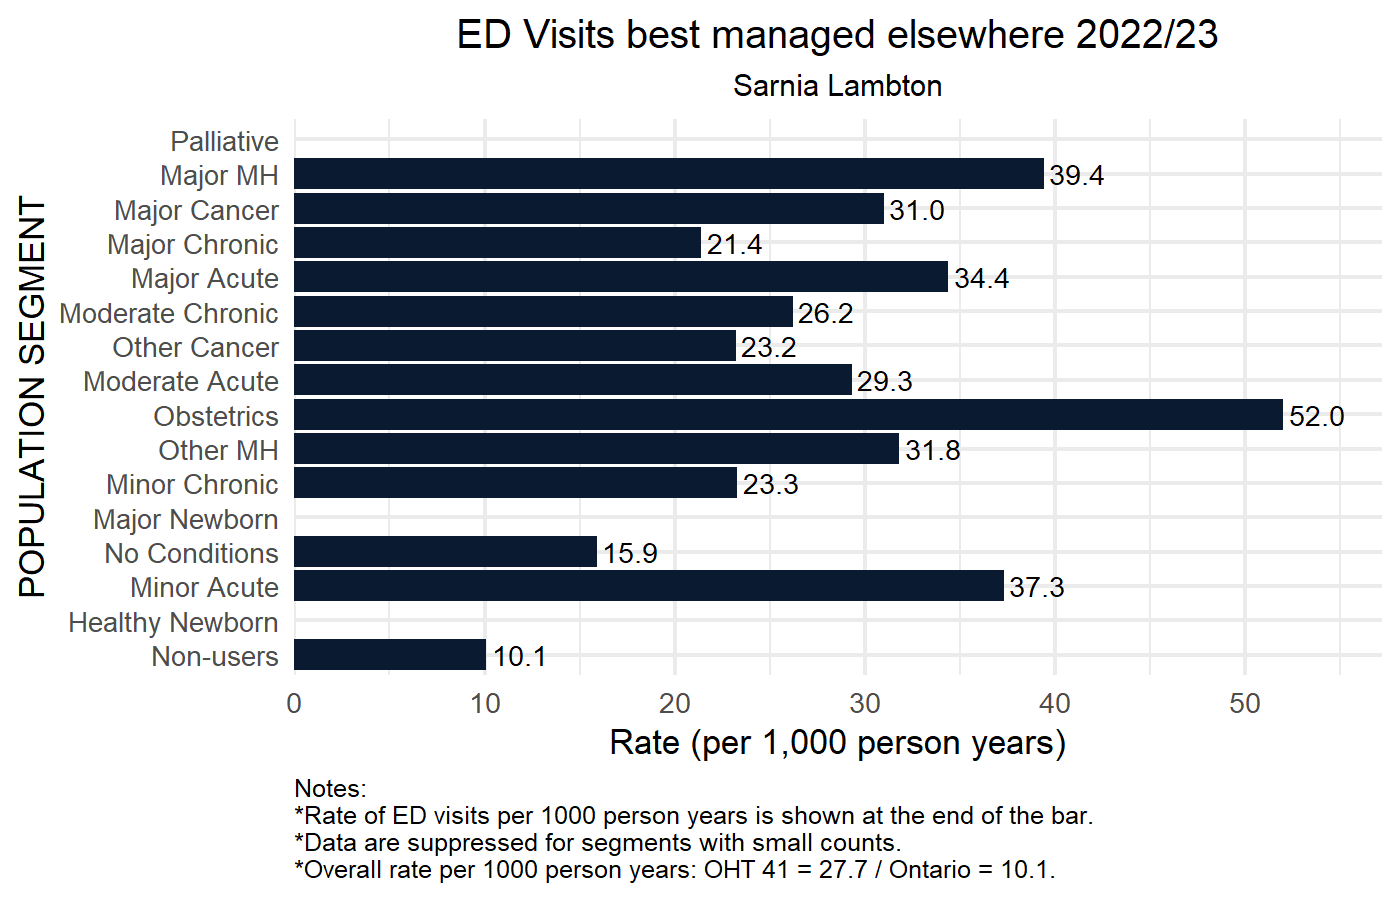 ED Visits best managed elsewhere 2022/23
Sarnia Lambton
POPULATION SEGMENT
Palliative
Major MH 39.4
Major Cancer 31.0
Major Chronic 21.4
Major Acute 34.4
Moderate Chronic 26.2
Other Cancer 23.2
Moderate Acute 29.3
Obstetrics 52.0
Other MH 31.8
Minor Chronic 23.3
Major Newborn
No Conditions 15.9
Minor Acute 37.3
Healthy Newborn
Non-users 10.1
0 10 20 30 40 50
Rate (per 1,000 person years)
Notes:
*Rate of ED visits per 1000 person years is shown at the end of the bar.
*Data are suppressed for segments with small counts.
*Overall rate per 1000 person years: OHT 41 = 27.7 / Ontario = 10.1.